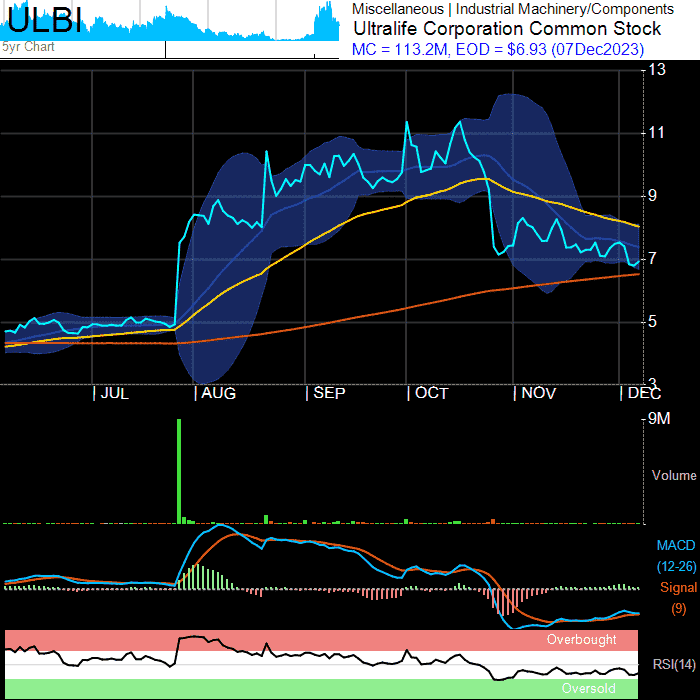 ULBI
5yr Chart
Miscellaneous | Industrial Machinery/Components
Ultralife Corporation Common Stock
MC = 113.2M, EOD = $6.93 (07Dec2023)
13
11
9
7
5
3
| JUL | AUG | SEP | OCT | NOV | DEC
9M
Volume
MACD
(12-26)
Signal
(9)
Overbought
RSI(14)
Oversold